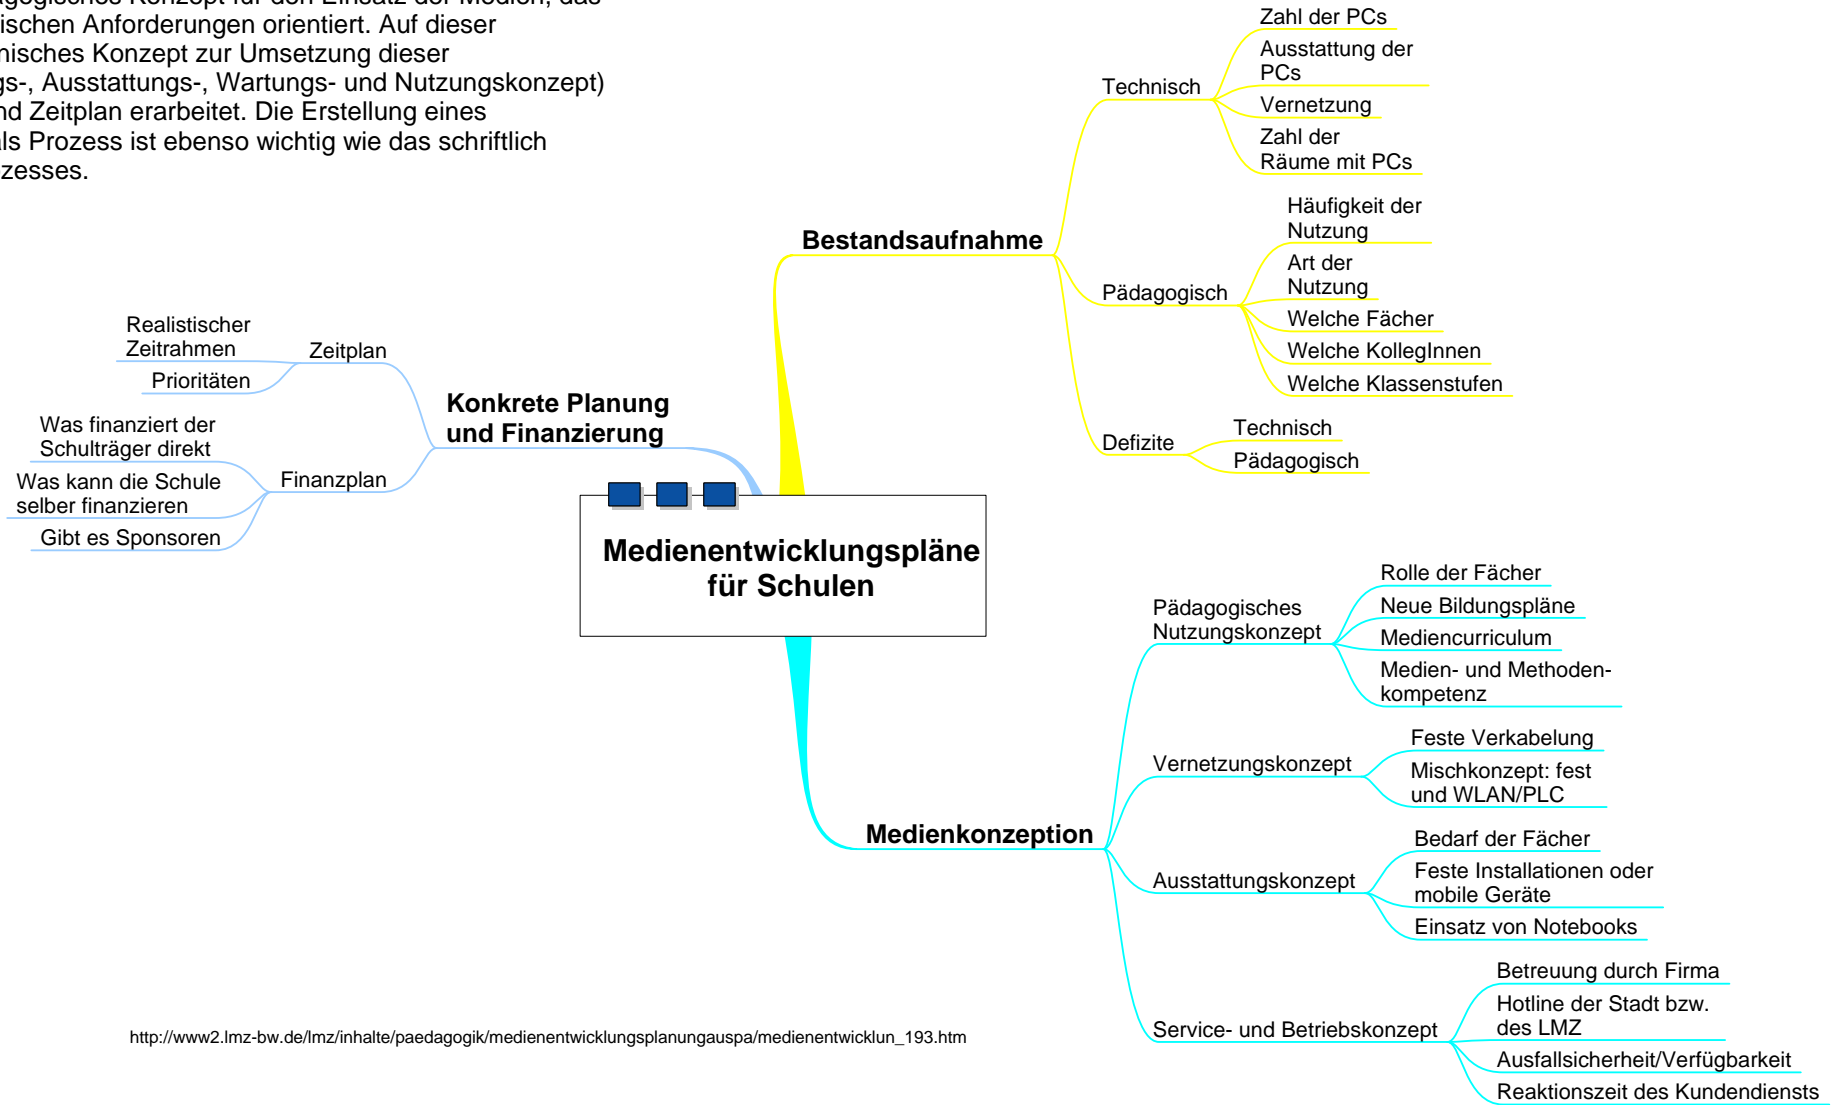 Konzept für den Einsatz der Medien, das
Anforderungen orientiert. Auf dieser
Konzept zur Umsetzung dieser
Ausstattungs-, Wartungs- und Nutzungskonzept)
Zeitplan erarbeitet. Die Erstellung eines
als Prozess ist ebenso wichtig wie das schriftlich
Bestandsaufnahme
Technisch
Zahl der PCs
Ausstattung der
PCs
Vernetzung
Zahl der
Räume mit PCs
Pädagogisch
Häufigkeit der
Nutzung
Art der
Nutzung
Welche Fächer
Welche KollegInnen
Welche Klassenstufen
Defizite
Technisch
Pädagogisch
Konkrete Planung
und Finanzierung
Zeitplan
Realistischer
Zeitrahmen
Prioritäten
Finanzplan
Was finanziert der
Schulträger direkt
Was kann die Schule
selber finanzieren
Gibt es Sponsoren
Medienentwicklungspläne
für Schulen
Medienkonzeption
Pädagogisches
Nutzungskonzept
Rolle der Fächer
Neue Bildungspläne
Mediencurriculum
Medien- und Methoden-
kompetenz
Vernetzungskonzept
Feste Verkabelung
Mischkonzept: fest
und WLAN/PLC
Ausstattungskonzept
Bedarf der Fächer
Feste Installationen oder
mobile Geräte
Einsatz von Notebooks
Service- und Betriebskonzept
Betreuung durch Firma
Hotline der Stadt bzw.
des LMZ
Ausfallsicherheit/Verfügbarkeit
Reaktionszeit des Kundendiensts
http://www2.lmz-bw.de/lmz/inhalte/paedagogik/medienentwicklungsplanungauspa/medienentwicklun_193.htm